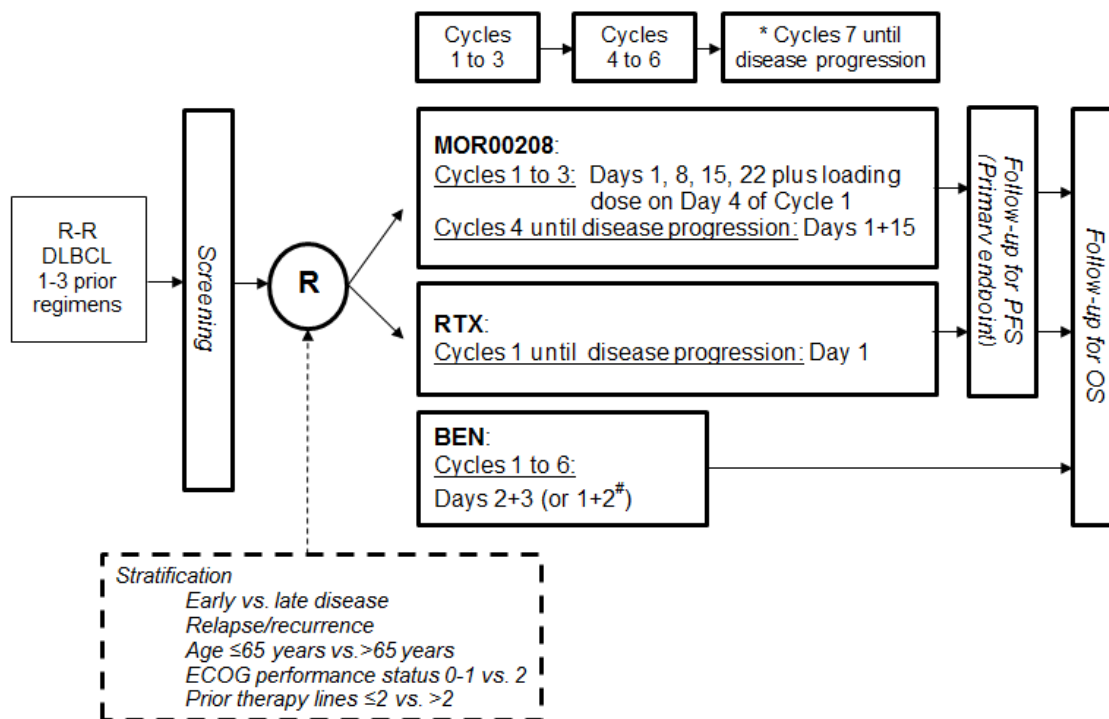 Cycles
1 to 3
Cycles
4 to 6
* Cycles 7 until
disease progression
R-R
DLBCL
1-3 prior
regimens
Screening
R
MOR00208:
Cycles 1 to 3: Days 1, 8, 15, 22 plus loading
dose on Day 4 of Cycle 1
Cycles 4 until disease progression: Days 1+15
RTX:
Cycles 1 until disease progression: Day 1
BEN:
Cycles 1 to 6:
Days 2+3 (or 1+2#)
Follow-up for PFS
(Primary endpoint)
Follow-up for OS
Stratification
Early vs. late disease
Relapse/recurrence
Age ≤65 years vs.>65 years
ECOG performance status 0-1 vs. 2
Prior therapy lines ≤2 vs. >2